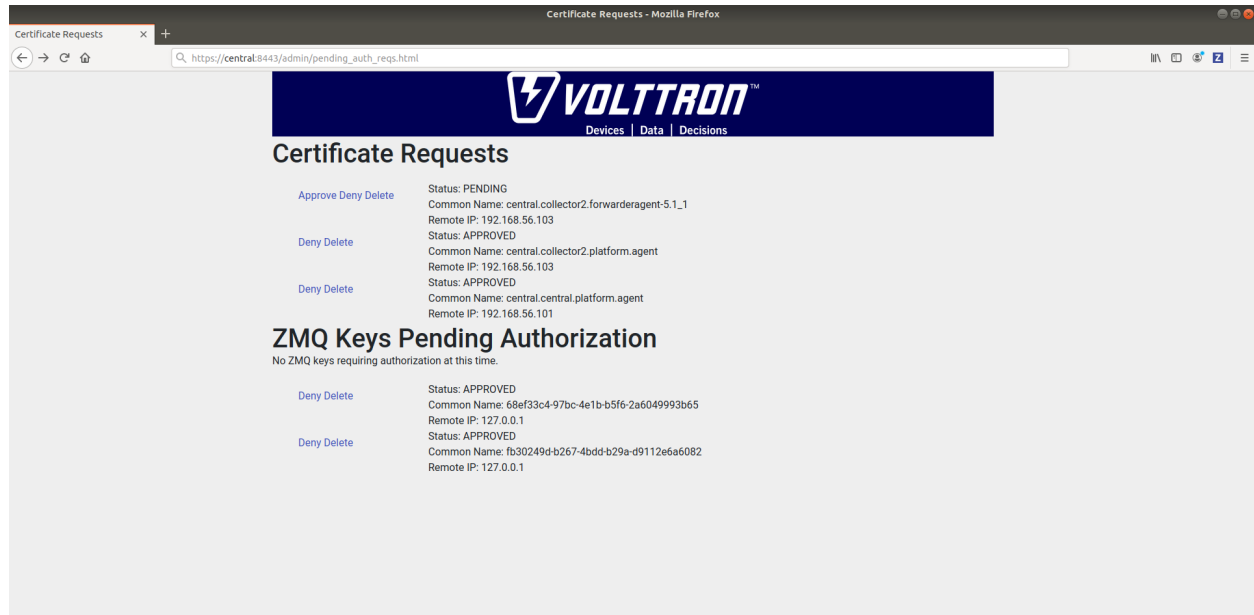 Certificate Requests - Mozilla Firefox
Certificate Requests
https://central:8443/admin/pending_auth_reqs.html
VOLTTRON™
Devices | Data | Decisions
Certificate Requests
Approve Deny Delete
Status: PENDING
Common Name: central.collector2.forwarderagent-5.1_1
Remote IP: 192.168.56.103
Deny Delete
Status: APPROVED
Common Name: central.collector2.platform.agent
Remote IP: 192.168.56.103
Deny Delete
Status: APPROVED
Common Name: central.central.platform.agent
Remote IP: 192.168.56.101
ZMQ Keys Pending Authorization
No ZMQ keys requiring authorization at this time.
Deny Delete
Status: APPROVED
Common Name: 68ef33c4-97bc-4e1b-b5f6-2a6049993b65
Remote IP: 127.0.0.1
Deny Delete
Status: APPROVED
Common Name: fb30249d-b267-4bdd-b29a-d9112e6a6082
Remote IP: 127.0.0.1